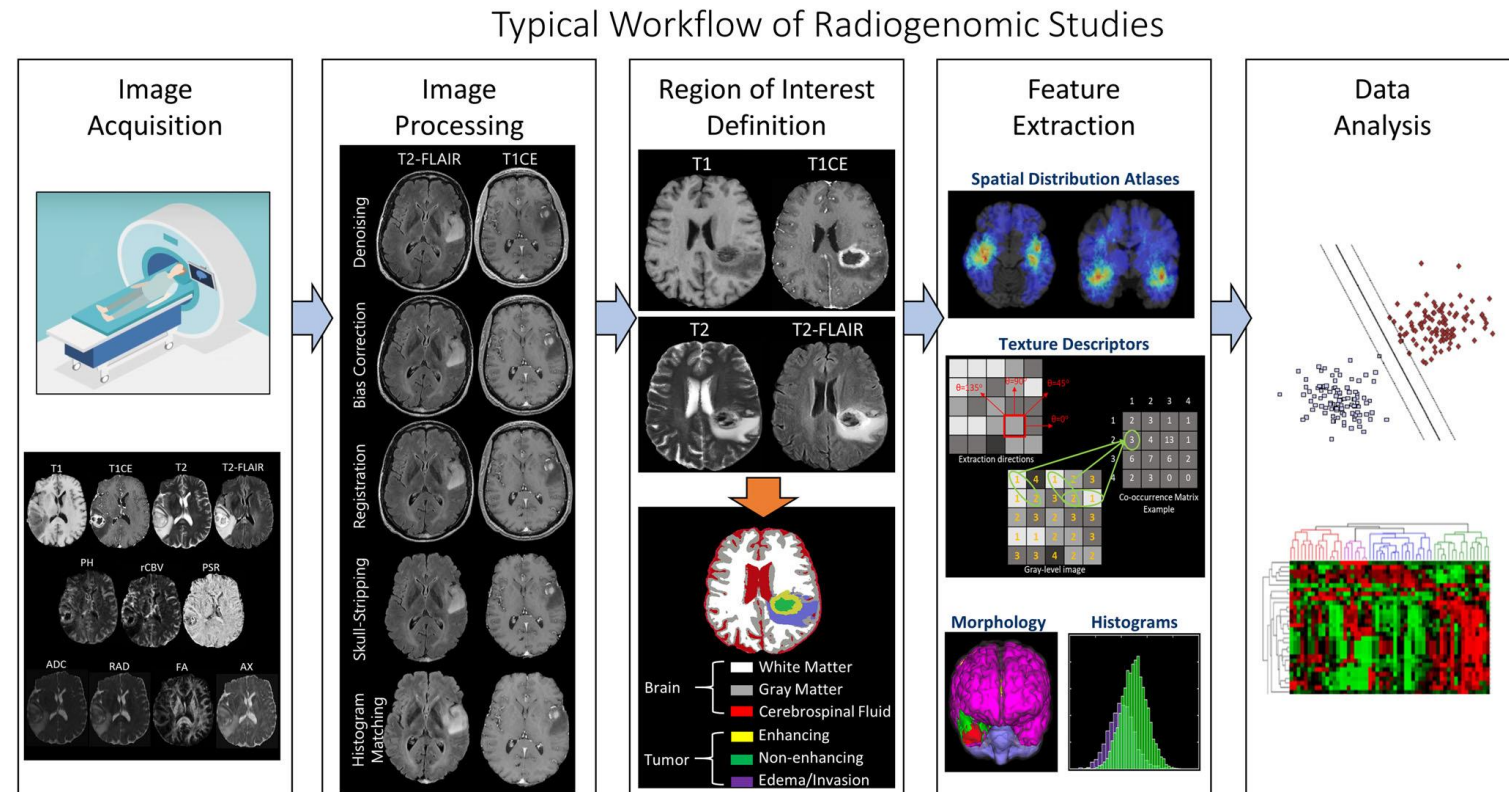 Typical Workflow of Radiogenomic Studies
Image
Acquisition
T1 T1CE T2 T2-FLAIR
PH rCBV PSR
ADC RAD FA AX
Image
Processing
T2-FLAIR T1CE
Denoising
Bias Correction
Registration
Skull-Stripping
Histogram
Matching
Region of Interest
Definition
T1 T1CE
T2 T2-FLAIR
Brain
White Matter
Gray Matter
Cerebrospinal Fluid
Tumor
Enhancing
Non-enhancing
Edema/Invasion
Feature
Extraction
Spatial Distribution Atlases
Texture Descriptors
θ=135° θ=90° θ=45°
θ=0°
Extraction directions
1 2 3 4
1 2 3 1 1
2 3 4 13 1
3 6 7 6 2
4 2 3 0 0
Co-occurrence Matrix
Example
1 4 1 2 3
1 2 3 2 1
2 3 2 3 3
1 1 2 2 3
3 3 4 2 2
Gray-level image
Morphology Histograms
Data
Analysis